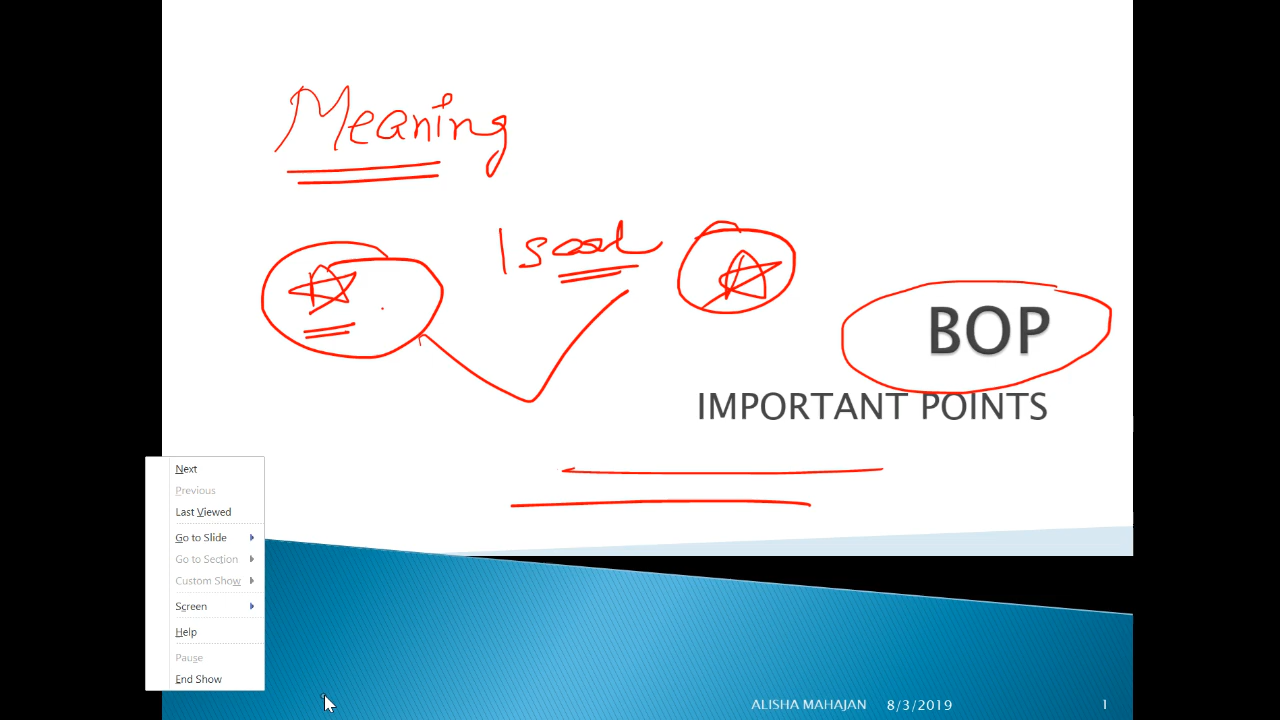 Meaning
BOP
IMPORTANT POINTS
Next
Previous
Last Viewed
Go to Slide
Go to Section
Custom Show
Screen
Help
Pause
End Show
ALISHA MAHAJAN 8/3/2019 1